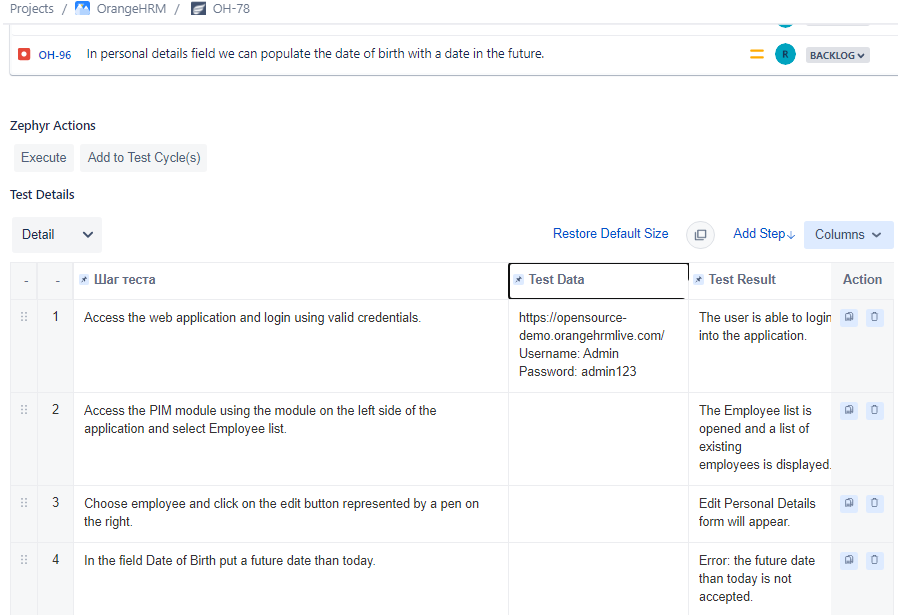 Projects / OrangeHRM / OH-78
OH-96 In personal details field we can populate the date of birth with a date in the future. R BACKLOG
Zephyr Actions
Execute Add to Test Cycle(s)
Test Details
Detail Restore Default Size Add Step↓ Columns
- - Шаг теста Test Data Test Result Action
1 Access the web application and login using valid credentials.
https://opensource-
demo.orangehrmlive.com/
Username: Admin
Password: admin123
The user is able to login
into the application.
2 Access the PIM module using the module on the left side of the
application and select Employee list.
The Employee list is
opened and a list of
existing
employees is displayed.
3 Choose employee and click on the edit button represented by a pen on
the right.
Edit Personal Details
form will appear.
4 In the field Date of Birth put a future date than today.
Error: the future date
than today is not
accepted.